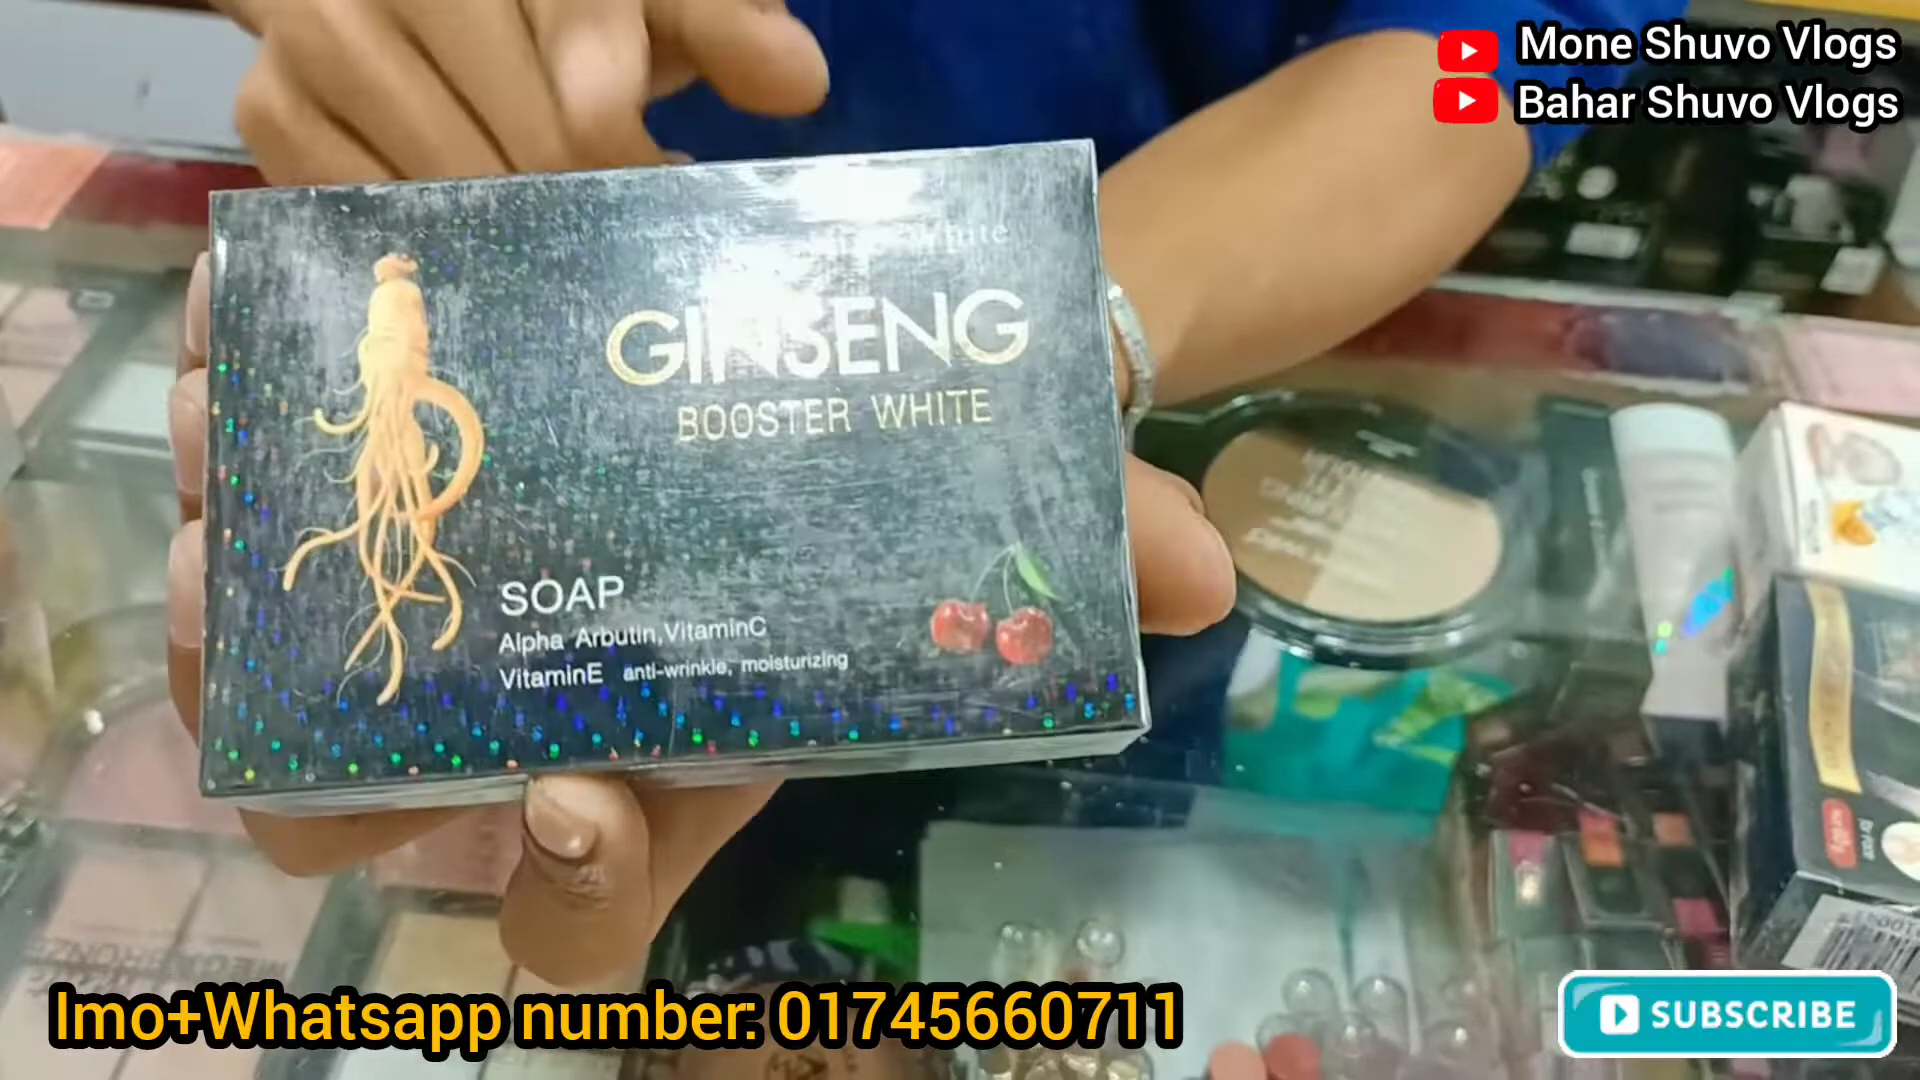 Mone Shuvo Vlogs
Bahar Shuvo Vlogs
White
GINSENG
BOOSTER WHITE
SOAP
Alpha Arbutin,VitaminC
VitaminE anti-wrinkle, moisturizing
Imo+Whatsapp number: 01745660711
SUBSCRIBE